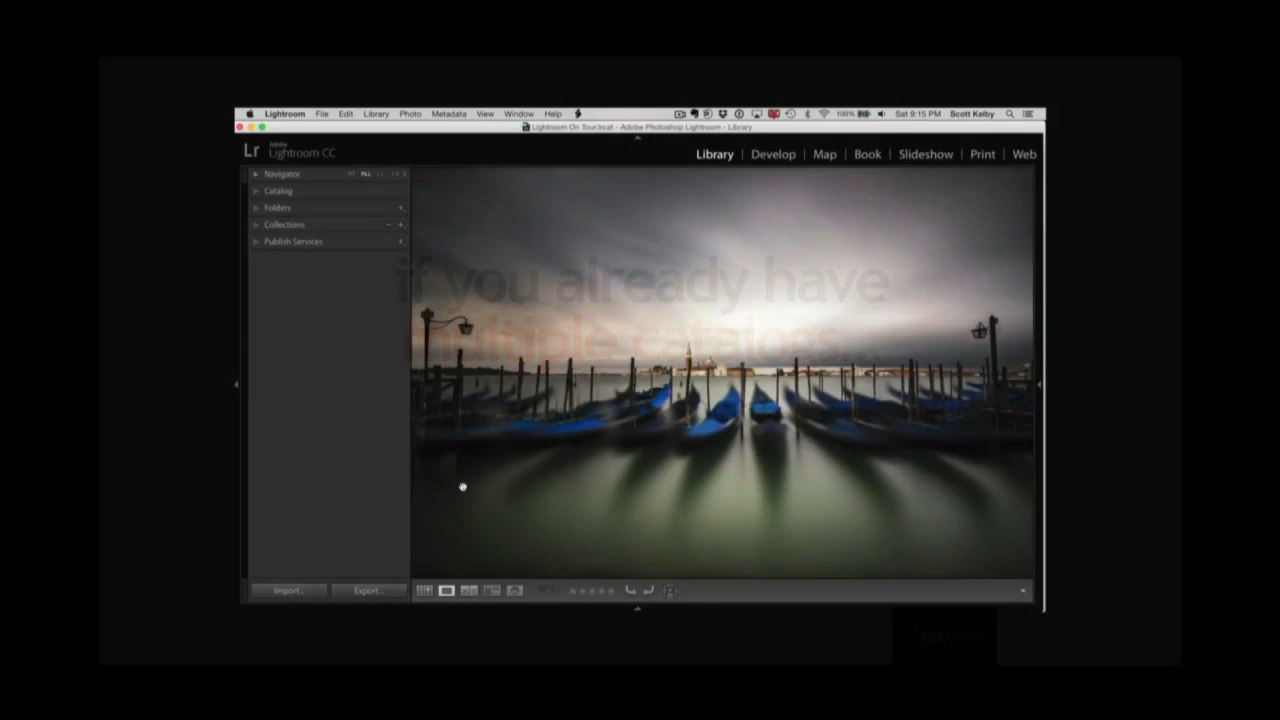 Lightroom File Edit Library Photo Metadata View Window Help 100% Sat 9:15 PM Scott Kelby
Lightroom On Tour.lrcat - Adobe Photoshop Lightroom - Library
Lr Adobe Lightroom CC
Library | Develop | Map | Book | Slideshow | Print | Web
Navigator FILL
Catalog
Folders
Collections
Publish Services
if you already have
multiple catalogs...
Import... Export...